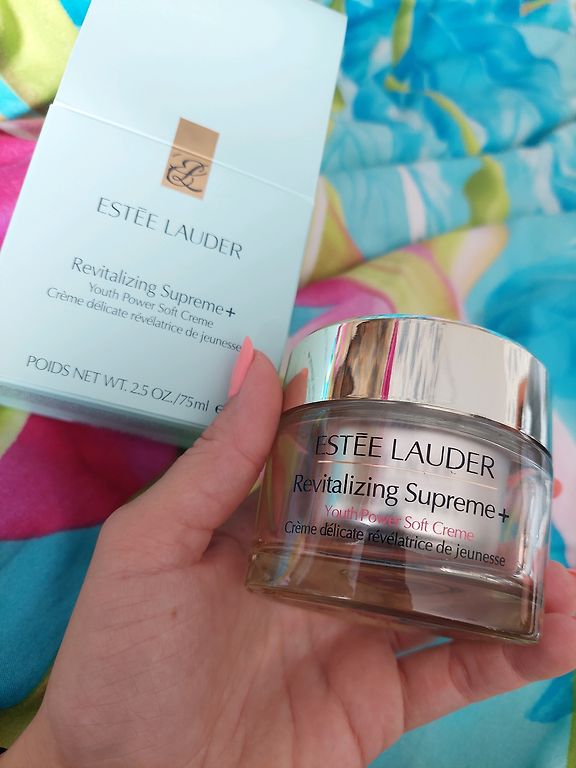 ESTĒE LAUDER
Revitalizing Supreme+
Youth Power Soft Creme
Crème délicate révélatrice de jeunesse
POIDS NET WT. 2.5 OZ./75ml e
ESTĒE LAUDER
Revitalizing Supreme+
Youth Power Soft Creme
Crème délicate révélatrice de jeunesse